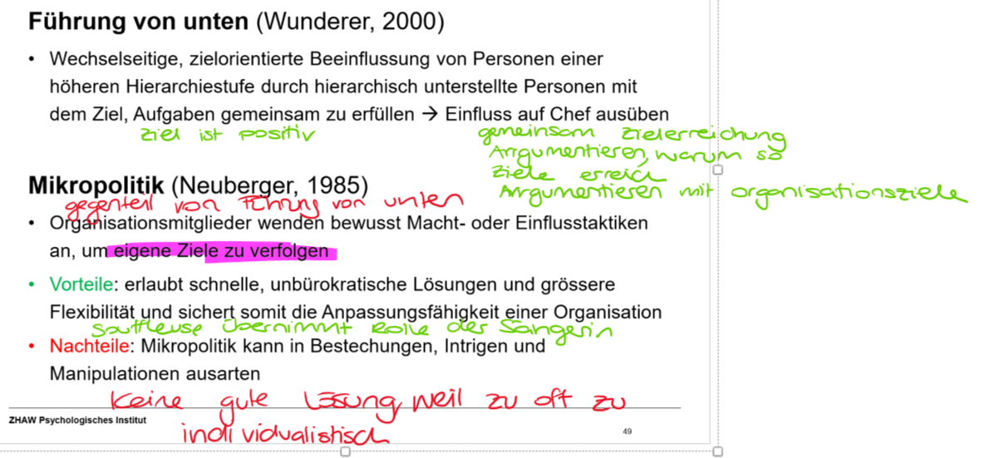 Führung von unten (Wunderer, 2000)
• Wechselseitige, zielorientierte Beeinflussung von Personen einer
höheren Hierarchiestufe durch hierarchisch unterstellte Personen mit
dem Ziel, Aufgaben gemeinsam zu erfüllen → Einfluss auf Chef ausüben
Ziel ist positiv
gemeinsam Zielerreichung
Arrgumentieren, warum so
Ziele erreich
Arrgumentieren mit organisationsziele
Mikropolitik (Neuberger, 1985)
gegenteil von Führung von unten
• Organisationsmitglieder wenden bewusst Macht- oder Einflusstaktiken
an, um eigene Ziele zu verfolgen
• Vorteile: erlaubt schnelle, unbürokratische Lösungen und grössere
Flexibilität und sichert somit die Anpassungsfähigkeit einer Organisation
Souffleuse übernimmt Rolle der Sängerin
• Nachteile: Mikropolitik kann in Bestechungen, Intrigen und
Manipulationen ausarten
Keine gute Lösung, weil zu oft zu
individualistisch
ZHAW Psychologisches Institut
49